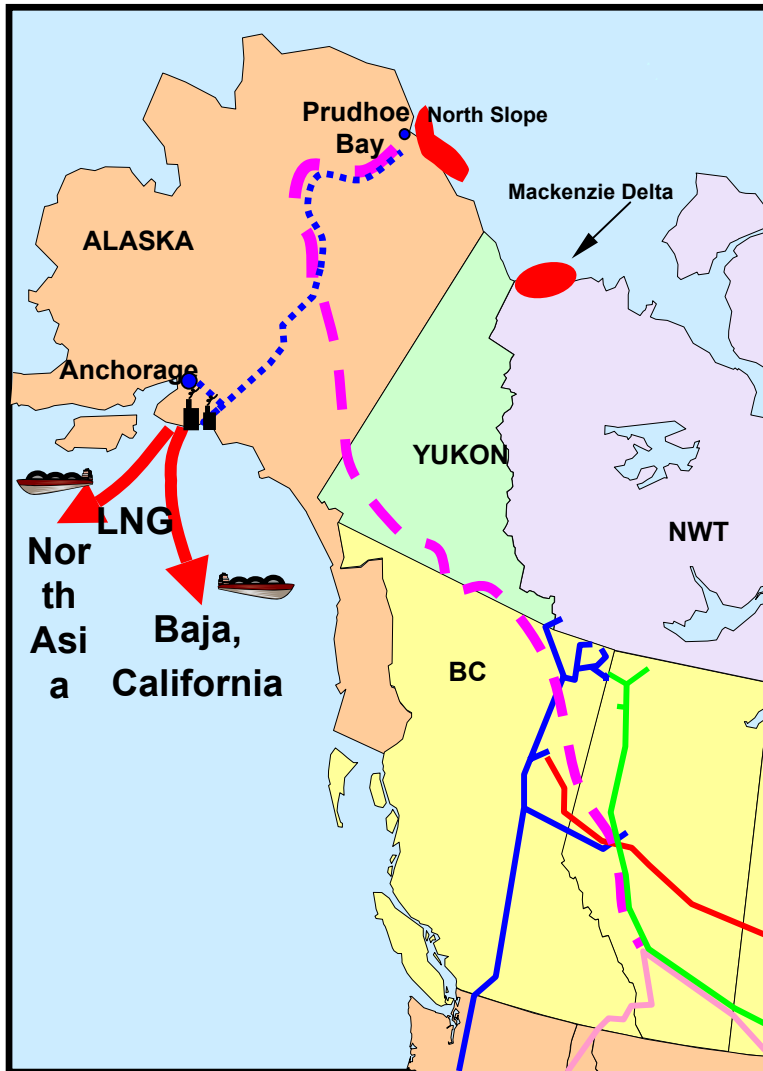 Prudhoe
Bay
North Slope
Mackenzie Delta
ALASKA
Anchorage
YUKON
NWT
LNG
Nor
th
Asi
a
Baja,
California
BC